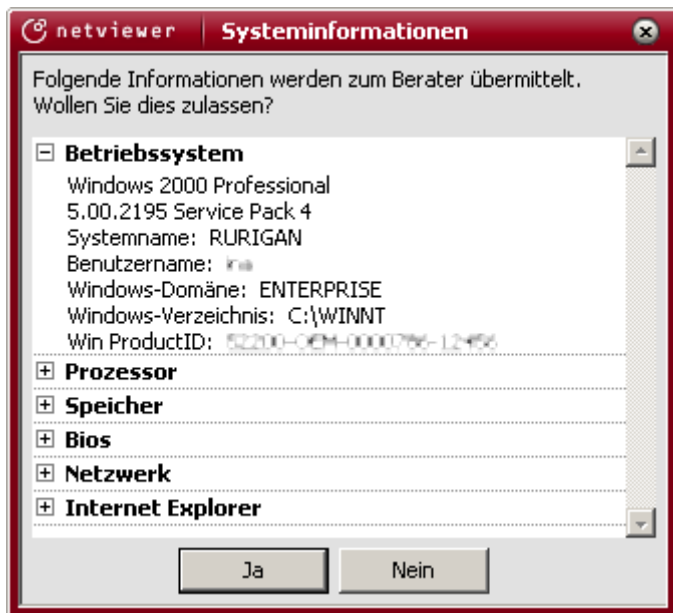 netviewer Systeminformationen
Folgende Informationen werden zum Berater übermittelt.
Wollen Sie dies zulassen?
Betriebssystem
Windows 2000 Professional
5.00.2195 Service Pack 4
Systemname: RURIGAN
Benutzername:
Windows-Domäne: ENTERPRISE
Windows-Verzeichnis: C:\WINNT
Win ProductID:
Prozessor
Speicher
Bios
Netzwerk
Internet Explorer
Ja Nein